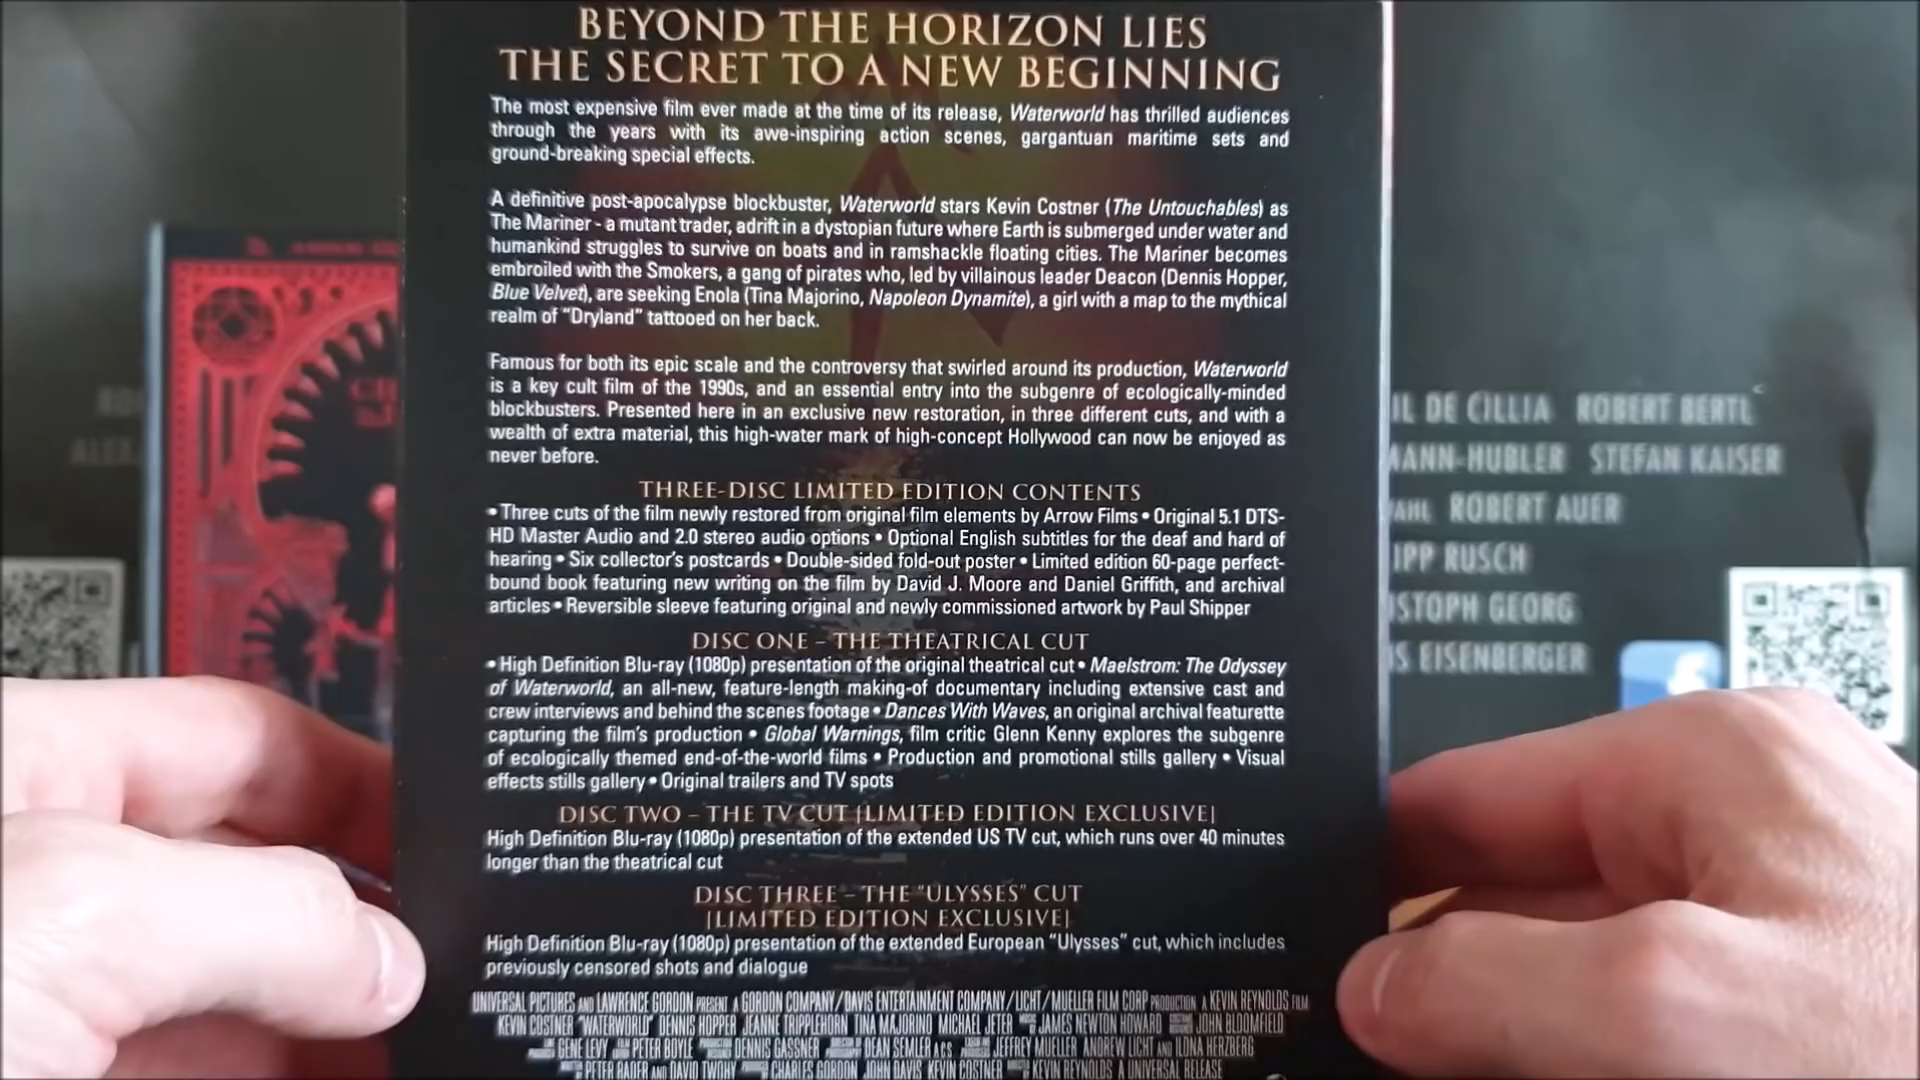 BEYOND THE HORIZON LIES
THE SECRET TO A NEW BEGINNING
The most expensive film ever made at the time of its release, Waterworld has thrilled audiences
through the years with its awe-inspiring action scenes, gargantuan maritime sets and
ground-breaking special effects.
A definitive post-apocalypse blockbuster, Waterworld stars Kevin Costner (The Untouchables) as
The Mariner - a mutant trader, adrift in a dystopian future where Earth is submerged under water and
humankind struggles to survive on boats and in ramshackle floating cities. The Mariner becomes
embroiled with the Smokers, a gang of pirates who, led by villainous leader Deacon (Dennis Hopper,
Blue Velvet), are seeking Enola (Tina Majorino, Napoleon Dynamite), a girl with a map to the mythical
realm of “Dryland” tattooed on her back.
Famous for both its epic scale and the controversy that swirled around its production, Waterworld
is a key cult film of the 1990s, and an essential entry into the subgenre of ecologically-minded
blockbusters. Presented here in an exclusive new restoration, in three different cuts, and with a
wealth of extra material, this high-water mark of high-concept Hollywood can now be enjoyed as
never before.
THREE-DISC LIMITED EDITION CONTENTS
• Three cuts of the film newly restored from original film elements by Arrow Films • Original 5.1 DTS-
HD Master Audio and 2.0 stereo audio options • Optional English subtitles for the deaf and hard of
hearing • Six collector's postcards • Double-sided fold-out poster • Limited edition 60-page perfect-
bound book featuring new writing on the film by David J. Moore and Daniel Griffith, and archival
articles • Reversible sleeve featuring original and newly commissioned artwork by Paul Shipper
DISC ONE – THE THEATRICAL CUT
• High Definition Blu-ray (1080p) presentation of the original theatrical cut • Maelstrom: The Odyssey
of Waterworld, an all-new, feature-length making-of documentary including extensive cast and
crew interviews and behind the scenes footage • Dances With Waves, an original archival featurette
capturing the film's production • Global Warnings, film critic Glenn Kenny explores the subgenre
of ecologically themed end-of-the-world films • Production and promotional stills gallery • Visual
effects stills gallery • Original trailers and TV spots
DISC TWO – THE TV CUT [LIMITED EDITION EXCLUSIVE]
High Definition Blu-ray (1080p) presentation of the extended US TV cut, which runs over 40 minutes
longer than the theatrical cut
DISC THREE – THE “ULYSSES” CUT
[LIMITED EDITION EXCLUSIVE]
High Definition Blu-ray (1080p) presentation of the extended European “Ulysses” cut, which includes
previously censored shots and dialogue
UNIVERSAL PICTURES AND LAWRENCE GORDON PRESENT A GORDON COMPANY/DAVIS ENTERTAINMENT COMPANY/LICHT/MUELLER FILM CORP PRODUCTION A KEVIN REYNOLDS FILM
KEVIN COSTNER "WATERWORLD" DENNIS HOPPER JEANNE TRIPPLEHORN TINA MAJORINO MICHAEL JETER JAMES NEWTON HOWARD JOHN BLOOMFIELD
GENE LEVY PETER BOYLE DENNIS GASSNER DEAN SEMLER ACS JEFFREY MUELLER ANDREW LICHT AND ILONA HERZBERG
PETER RADER AND DAVID TWOHY CHARLES GORDON JOHN DAVIS KEVIN COSTNER KEVIN REYNOLDS A UNIVERSAL RELEASE
IL DE CILLIA ROBERT BERTL
MANN-HUBLER STEFAN KAISER
AHL ROBERT AUER
IPP RUSCH
STOPH GEORG
S EISENBERGER